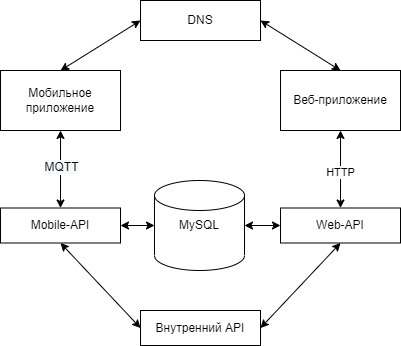 DNS
Мобильное
приложение
Веб-приложение
MQTT
HTTP
Mobile-API
MySQL
Web-API
Внутренний API